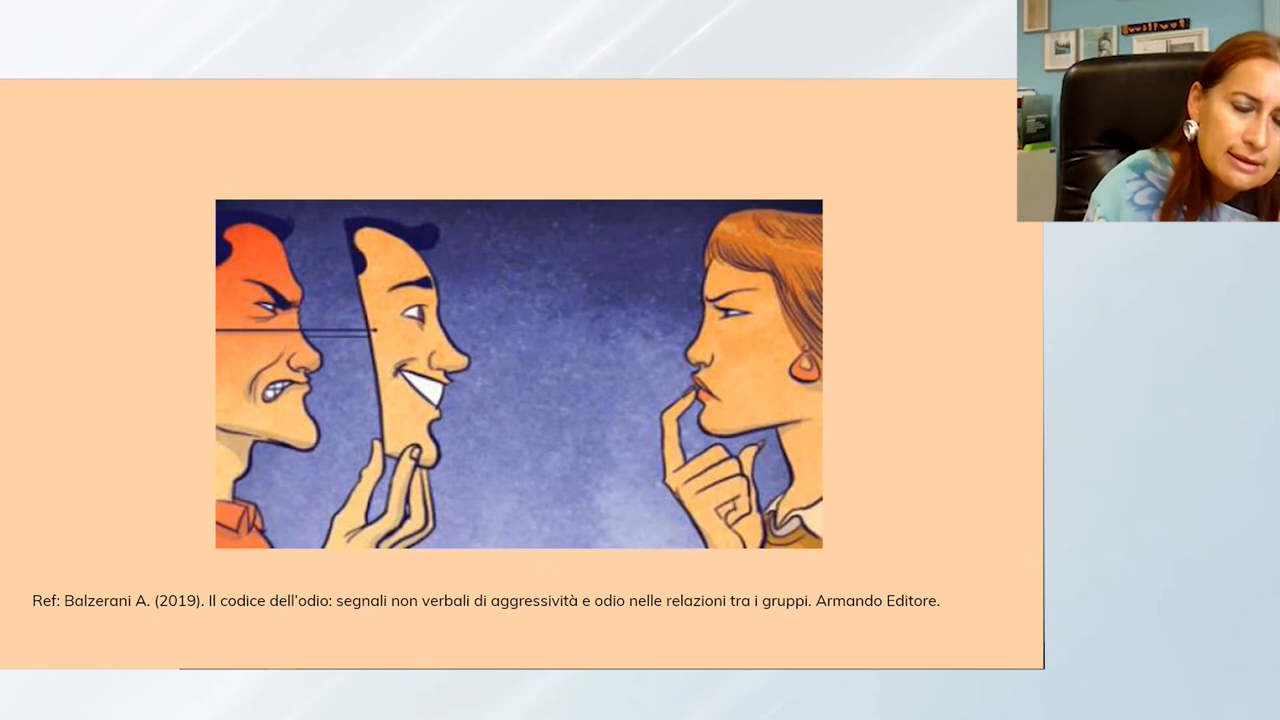 Ref: Balzerani A. (2019). Il codice dell'odio: segnali non verbali di aggressività e odio nelle relazioni tra i gruppi. Armando Editore.